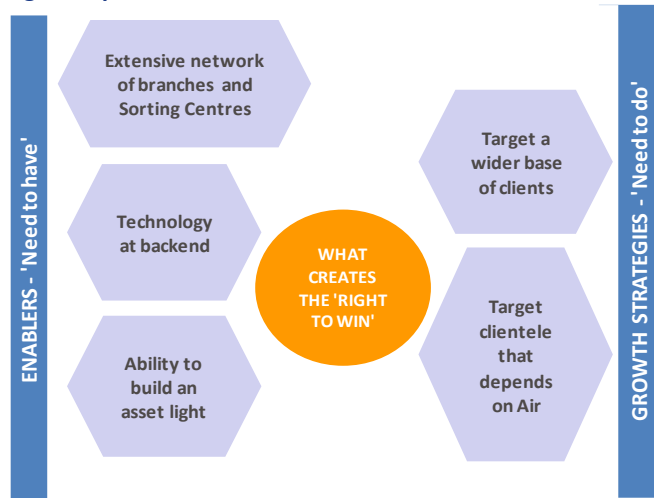 ENABLERS - 'Need to have'
Extensive network
of branches and
Sorting Centres
Technology
at backend
Ability to
build an
asset light
WHAT
CREATES
THE 'RIGHT
TO WIN'
Target a
wider base
of clients
Target
clientele
that
depends
on Air
GROWTH STRATEGIES - 'Need to do'